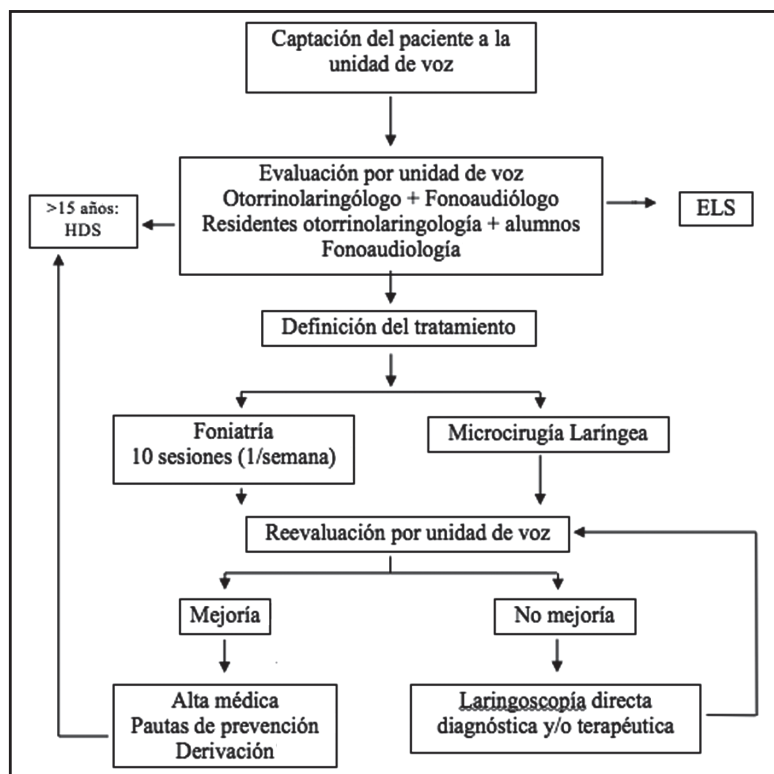 Captación del paciente a la
unidad de voz
Evaluación por unidad de voz
Otorrinolaringólogo + Fonoaudiólogo
Residentes otorrinolaringología + alumnos
Fonoaudiología
>15 años:
HDS
ELS
Definición del tratamiento
Foniatría
10 sesiones (1/semana)
Microcirugía Laríngea
Reevaluación por unidad de voz
Mejoría
No mejoría
Alta médica
Pautas de prevención
Derivación
Laringoscopía directa
diagnóstica y/o terapéutica